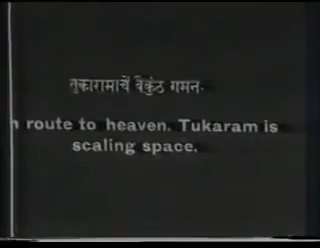 तुकारामाचें वैकुंठ गमन.
n route to heaven. Tukaram is
scaling space.